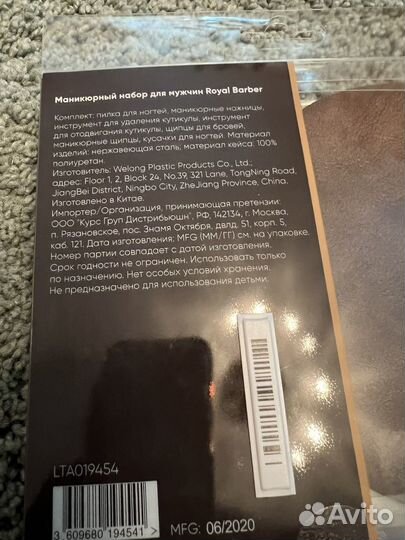 Маникюрный набор для мужчин Royal Barber
Комплект: пилка для ногтей, маникюрные ножницы,
инструмент для удаления кутикулы, инструмент
для отодвигания кутикулы, щипцы для бровей,
маникюрные щипцы, кусачки для ногтей. Материал
изделий: нержавеющая сталь; материал кейса: 100%
полиуретан.
Изготовитель: Welong Plastic Products Co., Ltd.;
адрес: Floor 1, 2, Block 24, No.39, 321 Lane, TongNing Road,
JiangBei District, Ningbo City, ZheJiang Province, China.
Изготовлено в Китае.
Импортер/Организация, принимающая претензии:
ООО "Курс Груп Дистрибьюшн", РФ, 142134, г. Москва,
п. Рязановское, пос. Знамя Октября, двлд. 51, корп. 5,
каб. 121. Дата изготовления: MFG (ММ/ГГ) см. на упаковке.
Номер партии совпадает с датой изготовления.
Срок годности не ограничен. Использовать только
по назначению. Нет особых условий хранения.
Не предназначено для использования детьми.
LTA019454
3 609680 194541 >
MFG: 06/2020
Avito